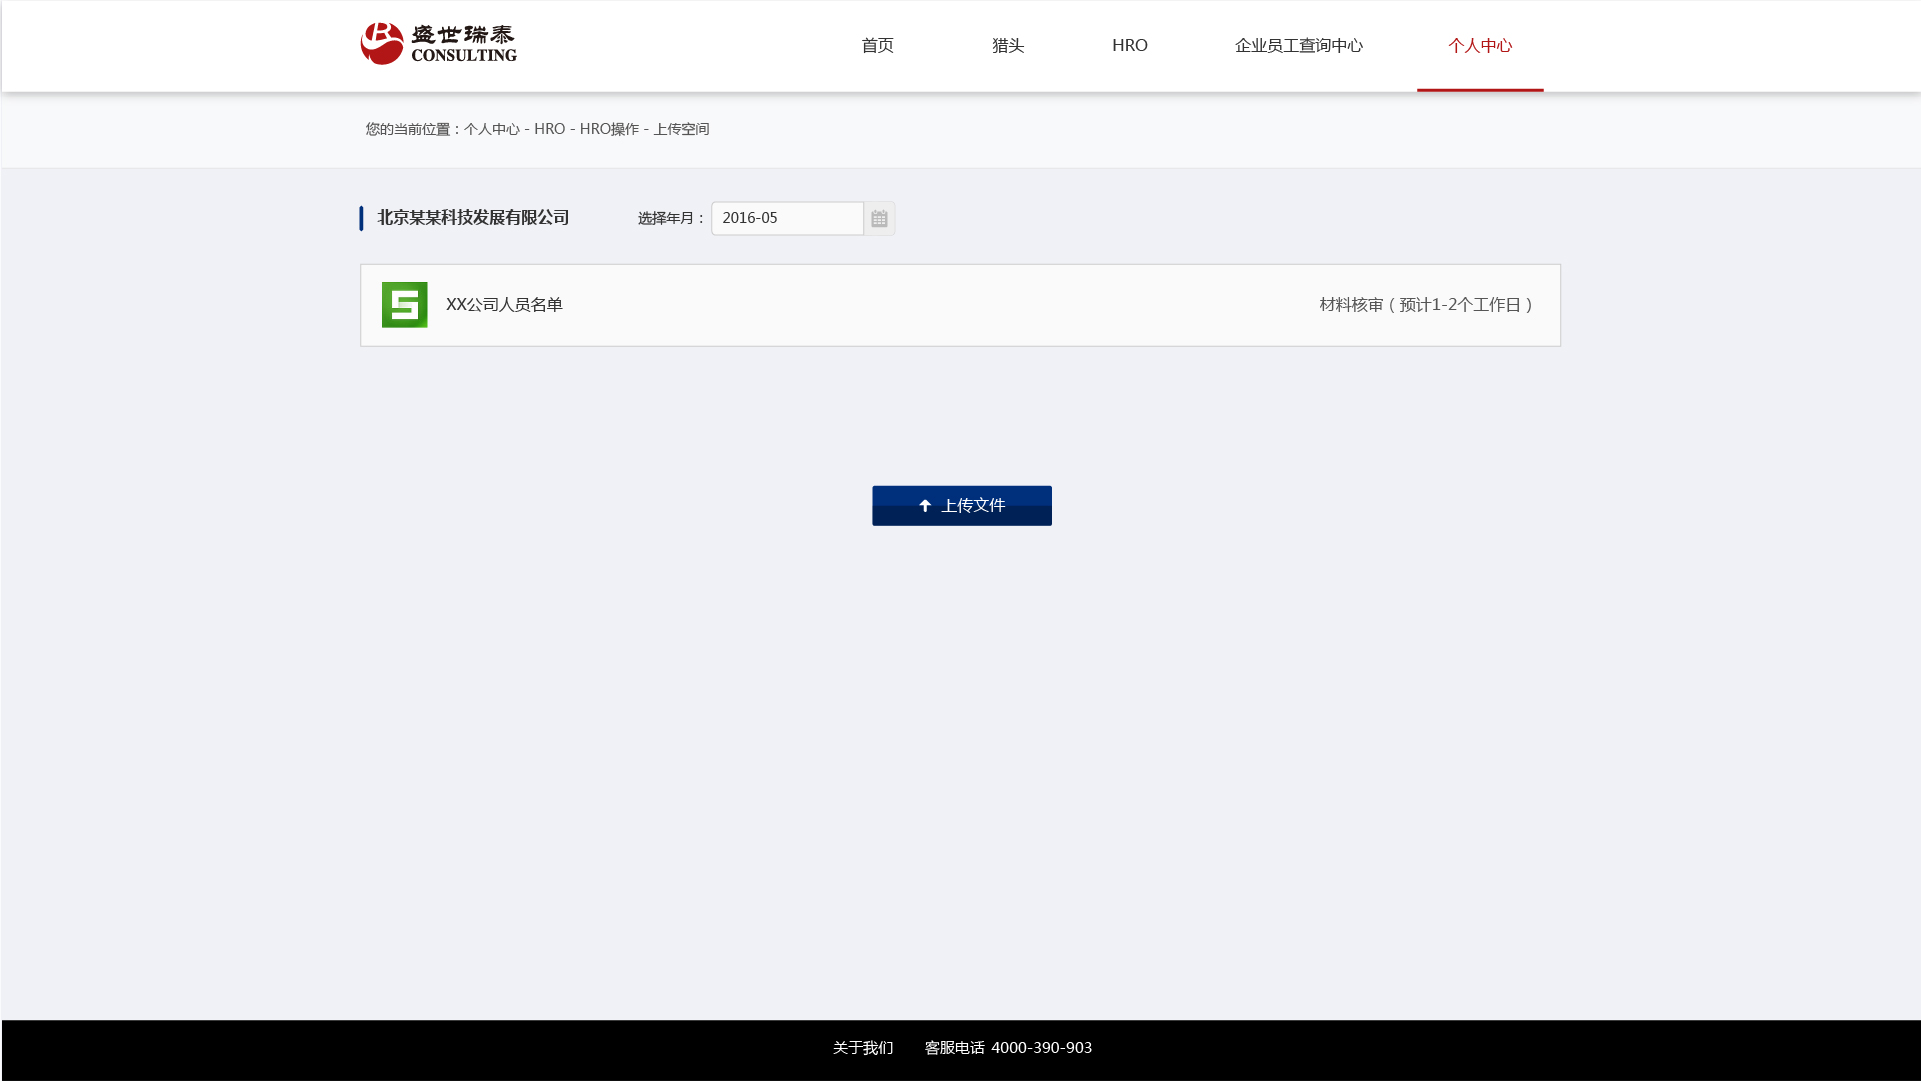 盛世瑞泰
CONSULTING
首页 猎头 HRO 企业员工查询中心 个人中心
您的当前位置：个人中心 - HRO - HRO操作 - 上传空间
北京某某科技发展有限公司 选择年月： 2016-05
XX公司人员名单 材料核审（预计1-2个工作日）
上传文件
关于我们 客服电话 4000-390-903